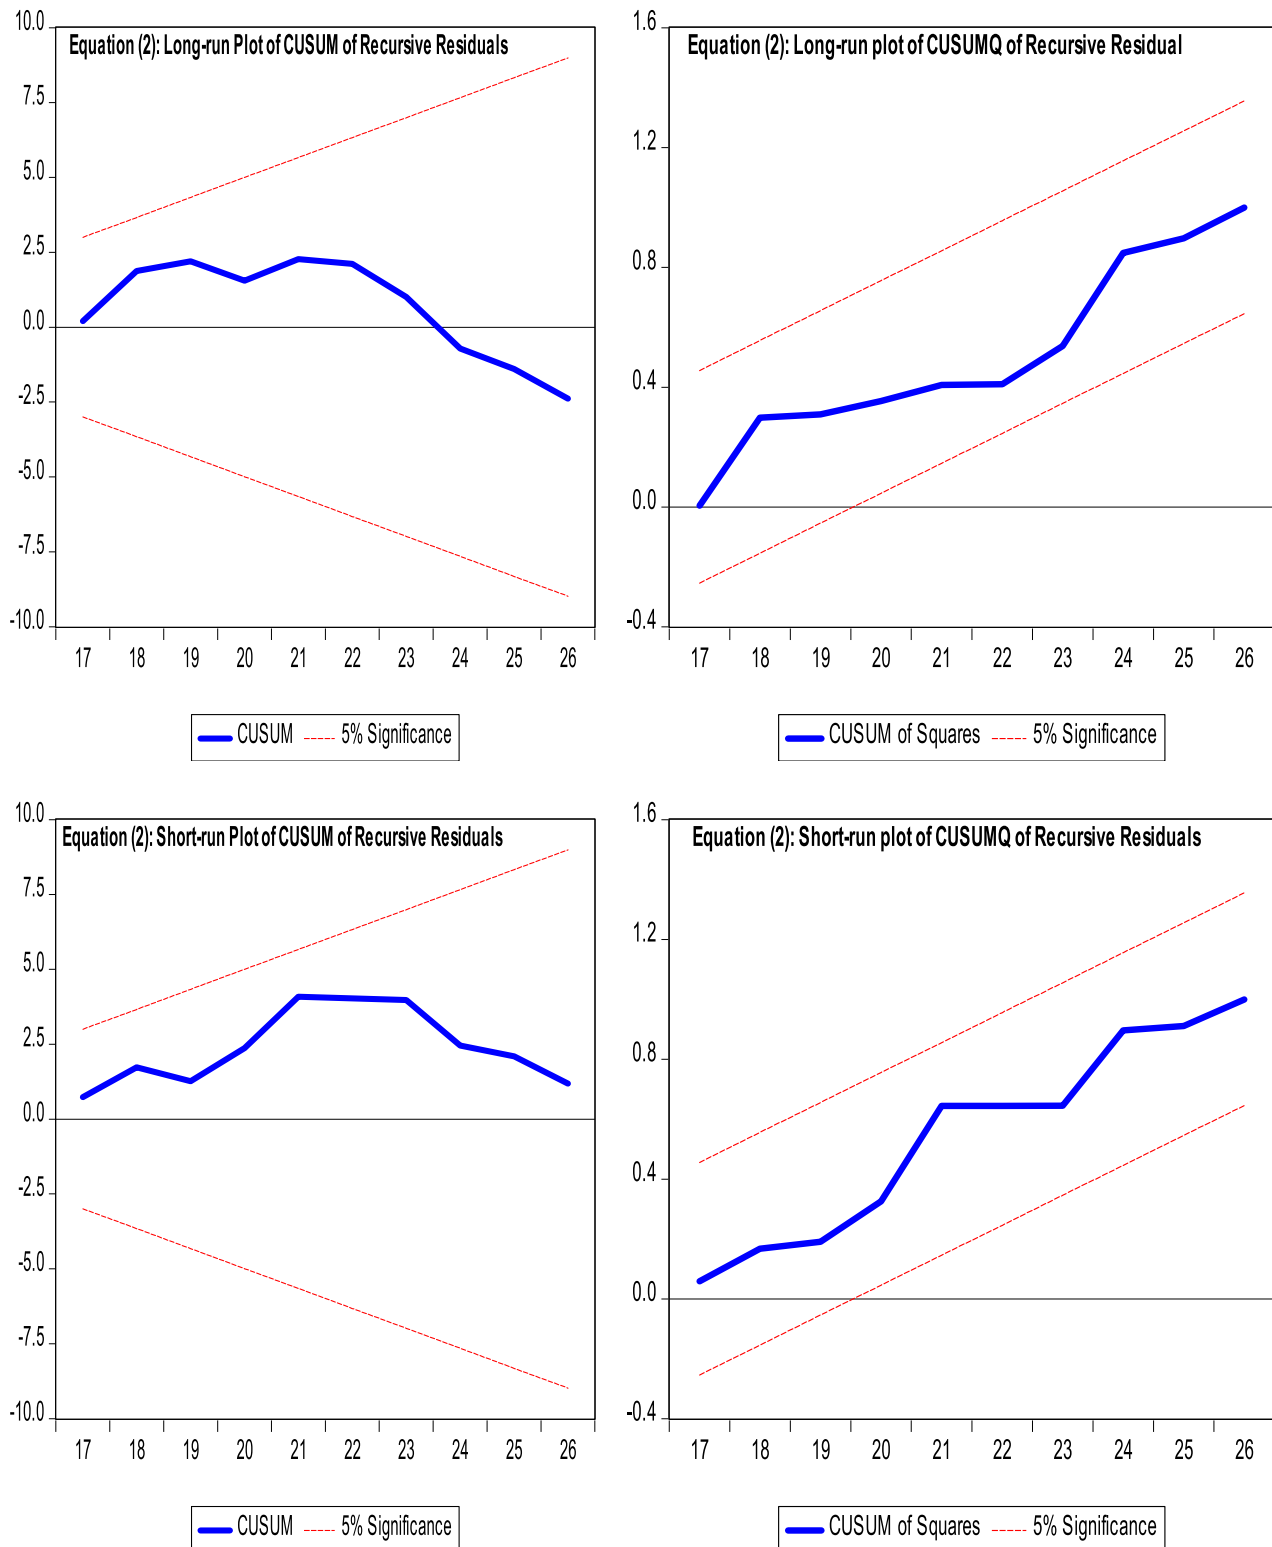 Equation (2): Long-run Plot of CUSUM of Recursive Residuals
10.0
7.5
5.0
2.5
0.0
-2.5
-5.0
-7.5
-10.0
17 18 19 20 21 22 23 24 25 26
CUSUM 5% Significance
Equation (2): Long-run plot of CUSUMQ of Recursive Residual
1.6
1.2
0.8
0.4
0.0
-0.4
17 18 19 20 21 22 23 24 25 26
CUSUM of Squares 5% Significance
Equation (2): Short-run Plot of CUSUM of Recursive Residuals
10.0
7.5
5.0
2.5
0.0
-2.5
-5.0
-7.5
-10.0
17 18 19 20 21 22 23 24 25 26
CUSUM 5% Significance
Equation (2): Short-run plot of CUSUMQ of Recursive Residuals
1.6
1.2
0.8
0.4
0.0
-0.4
17 18 19 20 21 22 23 24 25 26
CUSUM of Squares 5% Significance